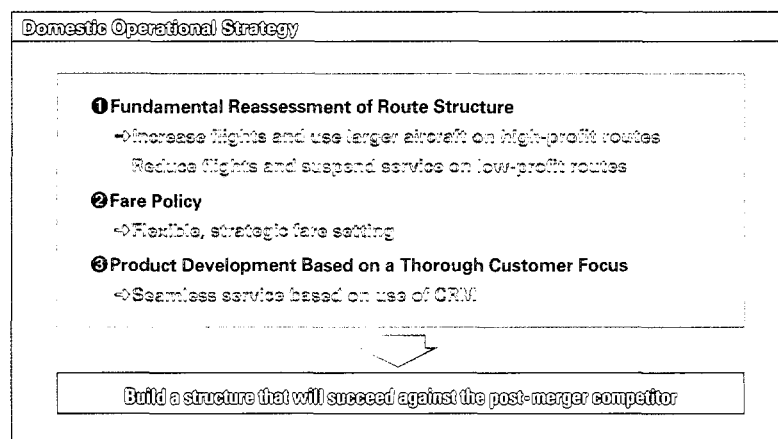 Domestic Operational Strategy
❶Fundamental Reassessment of Route Structure
➪Increase flights and use larger aircraft on high-profit routes
Reduce flights and suspend service on low-profit routes
❷Fare Policy
➪Flexible, strategic fare setting
❸Product Development Based on a Thorough Customer Focus
➪Seamless service based on use of CRM
Build a structure that will succeed against the post-merger competitor